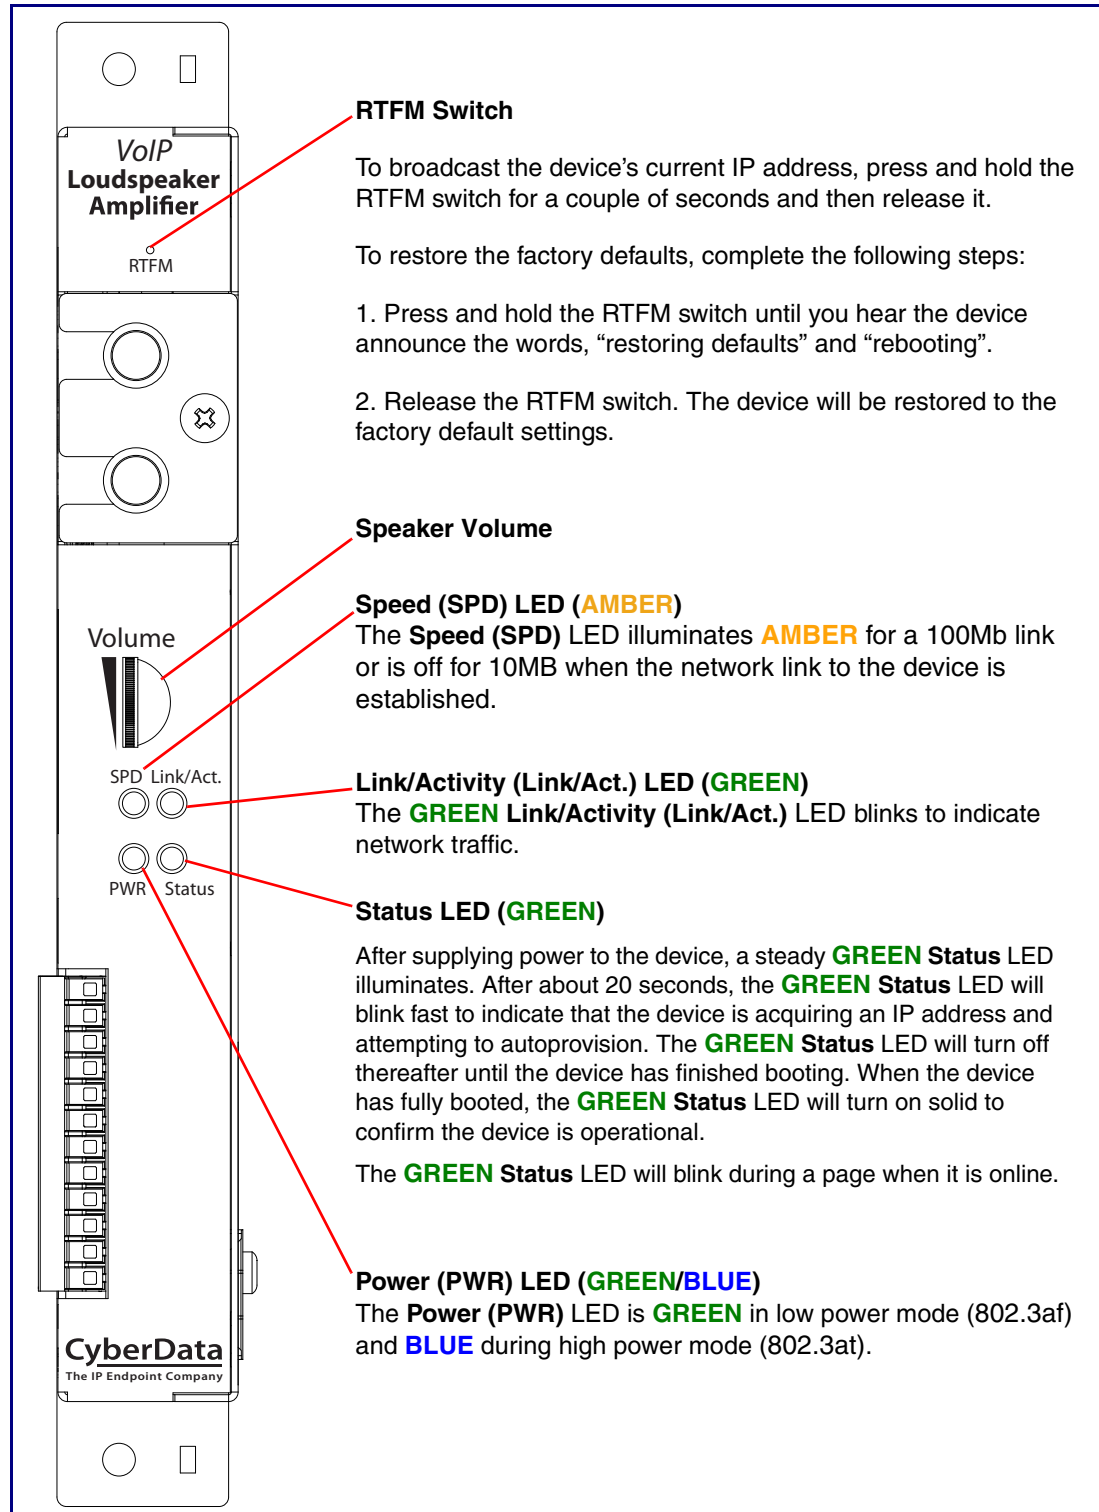 VoIP
Loudspeaker
Amplifier
RTFM
RTFM Switch
To broadcast the device’s current IP address, press and hold the
RTFM switch for a couple of seconds and then release it.
To restore the factory defaults, complete the following steps:
1. Press and hold the RTFM switch until you hear the device
announce the words, “restoring defaults” and “rebooting”.
2. Release the RTFM switch. The device will be restored to the
factory default settings.
Speaker Volume
Volume
Speed (SPD) LED (AMBER)
The Speed (SPD) LED illuminates AMBER for a 100Mb link
or is off for 10MB when the network link to the device is
established.
SPD Link/Act.
Link/Activity (Link/Act.) LED (GREEN)
The GREEN Link/Activity (Link/Act.) LED blinks to indicate
network traffic.
PWR Status
Status LED (GREEN)
After supplying power to the device, a steady GREEN Status LED
illuminates. After about 20 seconds, the GREEN Status LED will
blink fast to indicate that the device is acquiring an IP address and
attempting to autoprovision. The GREEN Status LED will turn off
thereafter until the device has finished booting. When the device
has fully booted, the GREEN Status LED will turn on solid to
confirm the device is operational.
The GREEN Status LED will blink during a page when it is online.
Power (PWR) LED (GREEN/BLUE)
The Power (PWR) LED is GREEN in low power mode (802.3af)
and BLUE during high power mode (802.3at).
CyberData
The IP Endpoint Company